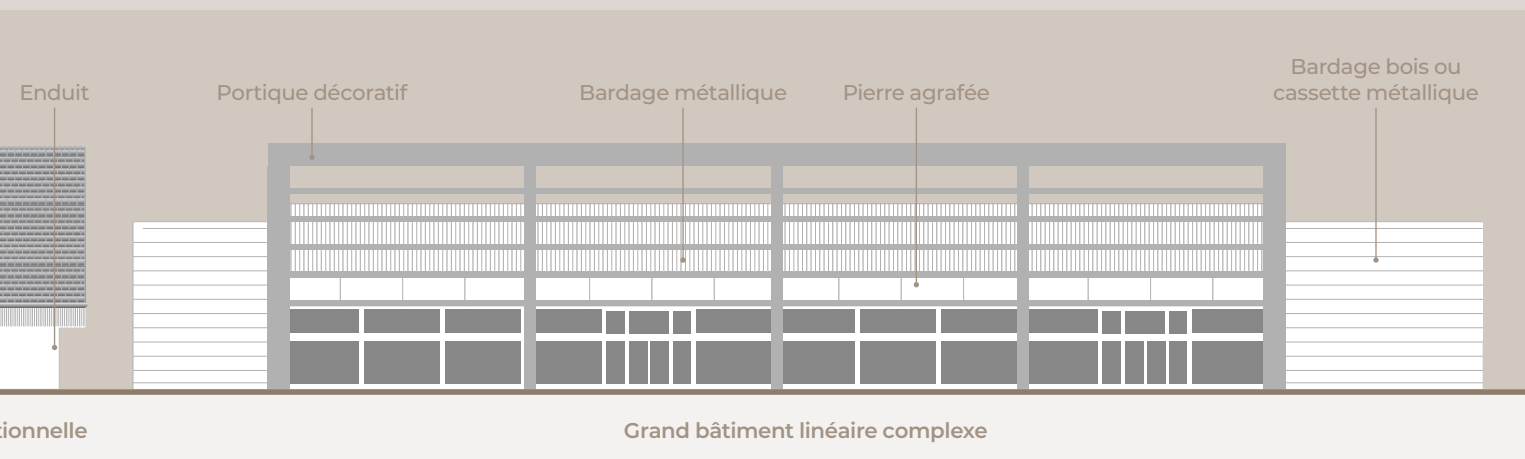 Enduit
Portique décoratif
Bardage métallique
Pierre agrafée
Bardage bois ou
cassette métallique
tionnelle
Grand bâtiment linéaire complexe